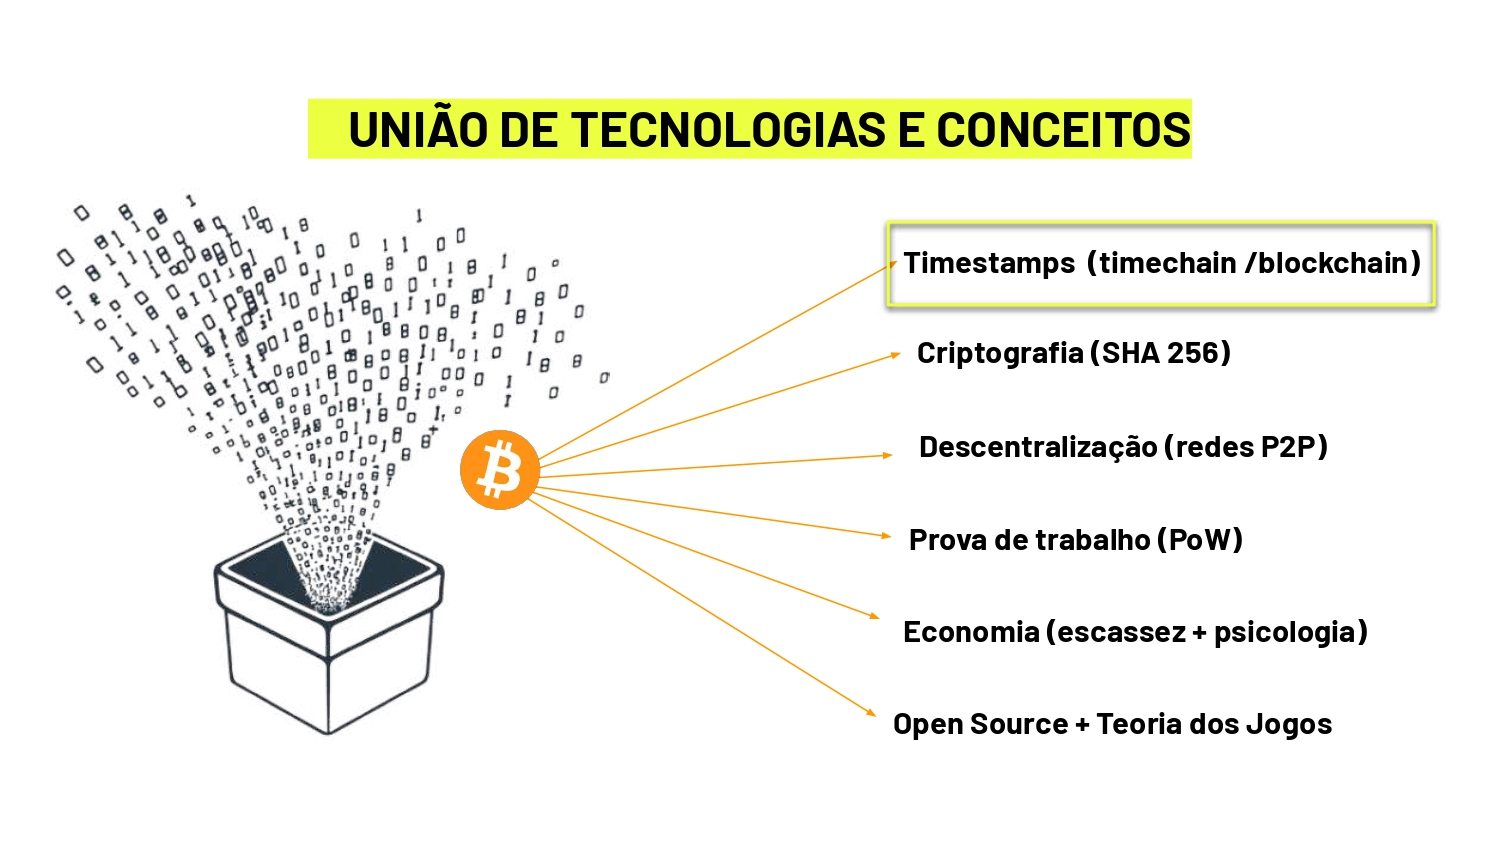 UNIÃO DE TECNOLOGIAS E CONCEITOS
Timestamps (timechain /blockchain)
Criptografia (SHA 256)
Descentralização (redes P2P)
Prova de trabalho (PoW)
Economia (escassez + psicologia)
Open Source + Teoria dos Jogos